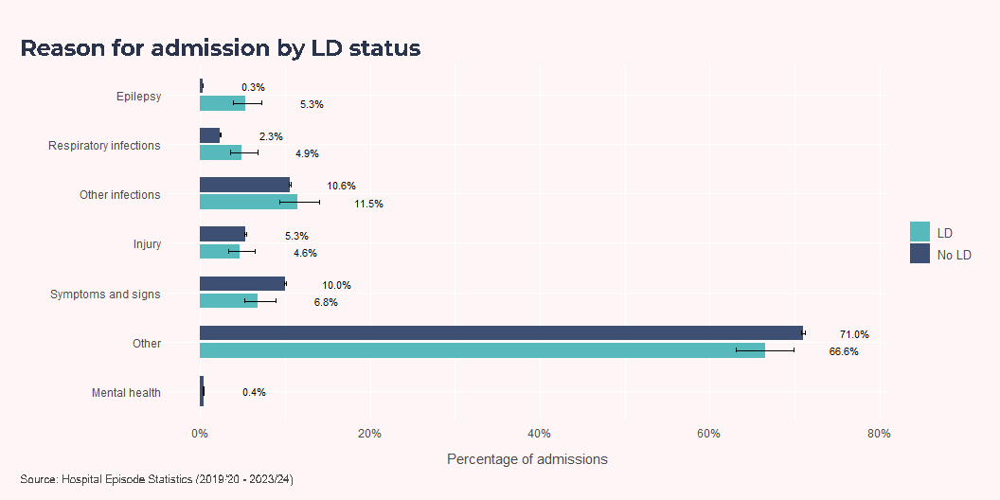 Reason for admission by LD status
Epilepsy
0.3%
5.3%
Respiratory infections
2.3%
4.9%
Other infections
10.6%
11.5%
Injury
5.3%
4.6%
Symptoms and signs
10.0%
6.8%
Other
71.0%
66.6%
Mental health
0.4%
LD
No LD
0% 20% 40% 60% 80%
Percentage of admissions
Source: Hospital Episode Statistics (2019/20 - 2023/24)